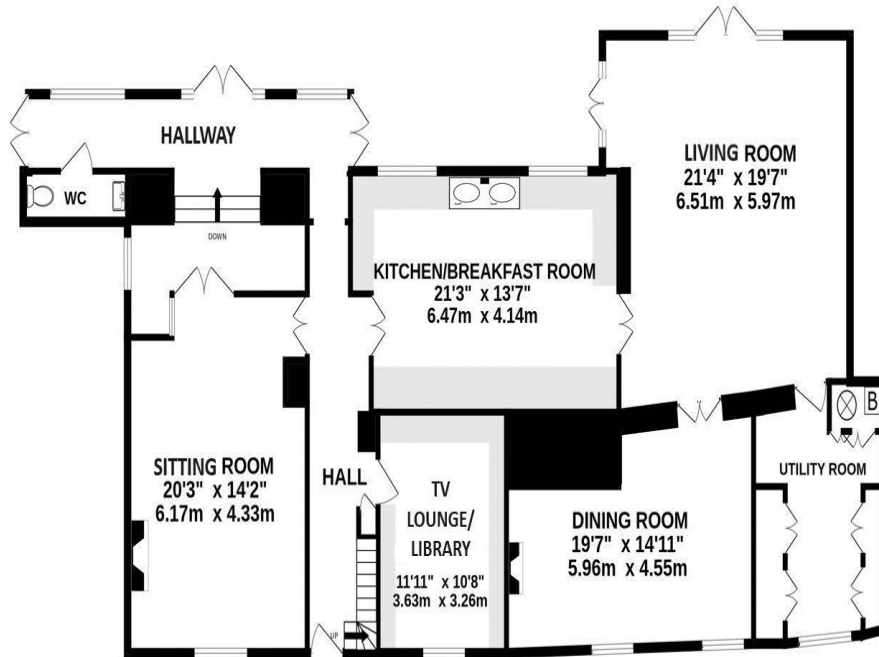 HALLWAY
WC
DOWN
LIVING ROOM
21'4" x 19'7"
6.51m x 5.97m
KITCHEN/BREAKFAST ROOM
21'3" x 13'7"
6.47m x 4.14m
SITTING ROOM
20'3" x 14'2"
6.17m x 4.33m
HALL
UP
TV
LOUNGE/
LIBRARY
11'11" x 10'8"
3.63m x 3.26m
DINING ROOM
19'7" x 14'11"
5.96m x 4.55m
B
UTILITY ROOM